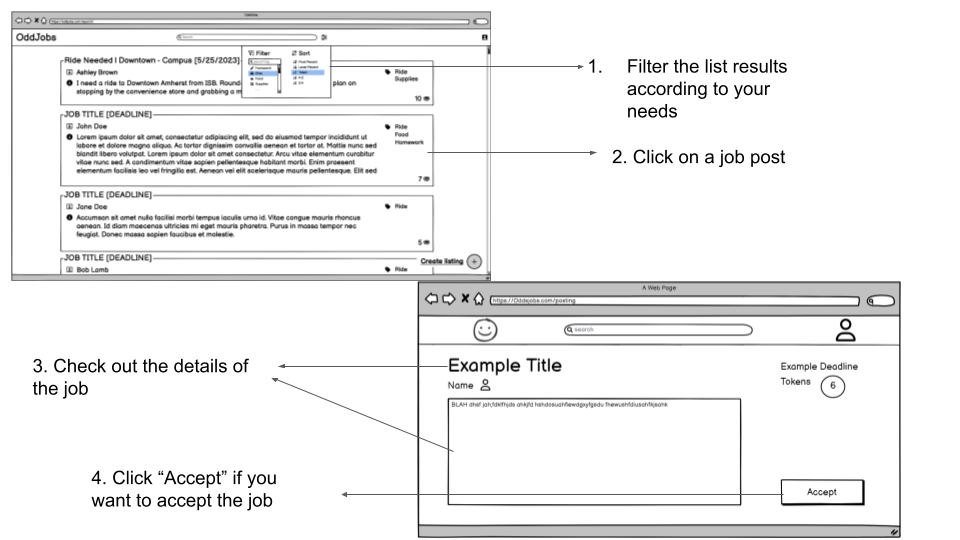 OddJobs
Search
Filter
Sort
Ride Needed | Downtown - Campus [5/25/2023]
Ashley Brown
Ride
Supplies
I need a ride to Downtown Amherst from ISB. Round- plan on
stopping by the convenience store and grabbing a m
10
JOB TITLE [DEADLINE]
John Doe
Ride
Food
Homework
Lorem ipsum dolor sit amet, consectetur adipiscing elit, sed do eiusmod tempor incididunt ut
labore et dolore magna aliqua. Ac tortor dignissim convallis aenean et tortor at. Mattis nunc sed
blandit libero volutpat. Lorem ipsum dolor sit amet consectetur. Arcu vitae elementum curabitur
vitae nunc sed. A condimentum vitae sapien pellentesque habitant morbi. Enim praesent
elementum facilisis leo vel fringilla est. Aenean vel elit scelerisque mauris pellentesque. Elit sed
7
JOB TITLE [DEADLINE]
Jane Doe
Ride
Accumsan sit amet nulla facilisi morbi tempus iaculis urna id. Vitae congue mauris rhoncus
aenean. Id diam maecenas ultricies mi eget mauris pharetra. Purus in massa tempor nec
feugiat. Donec massa sapien faucibus et molestie.
5
JOB TITLE [DEADLINE]
Create listing
Bob Lamb
Ride
1. Filter the list results
according to your
needs
2. Click on a job post
A Web Page
https://Oddsjobs.com/posting
search
Example Title
Name
Example Deadline
Tokens 6
BLAH
Accept
3. Check out the details of
the job
4. Click “Accept” if you
want to accept the job